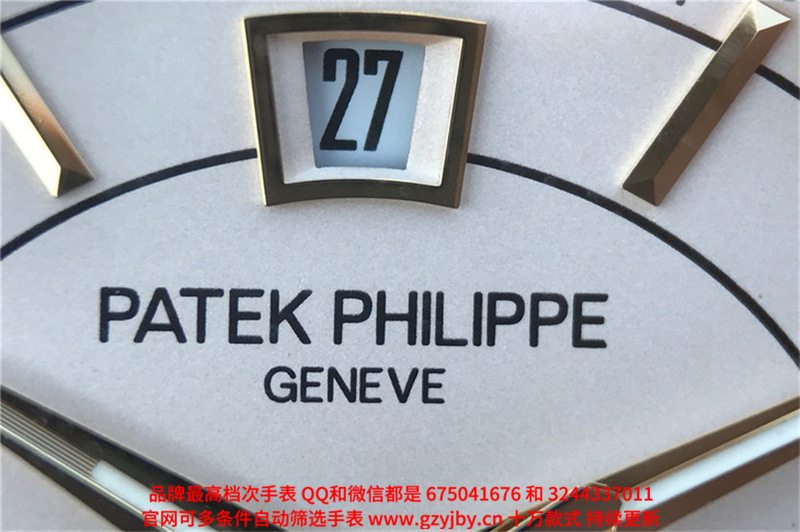 27
PATEK PHILIPPE
GENEVE
品牌最高档次手表 QQ和微信都是 675041676 和 3244337011
官网可多条件自动筛选手表 www.gzyjby.cn 十万款式 持续更新